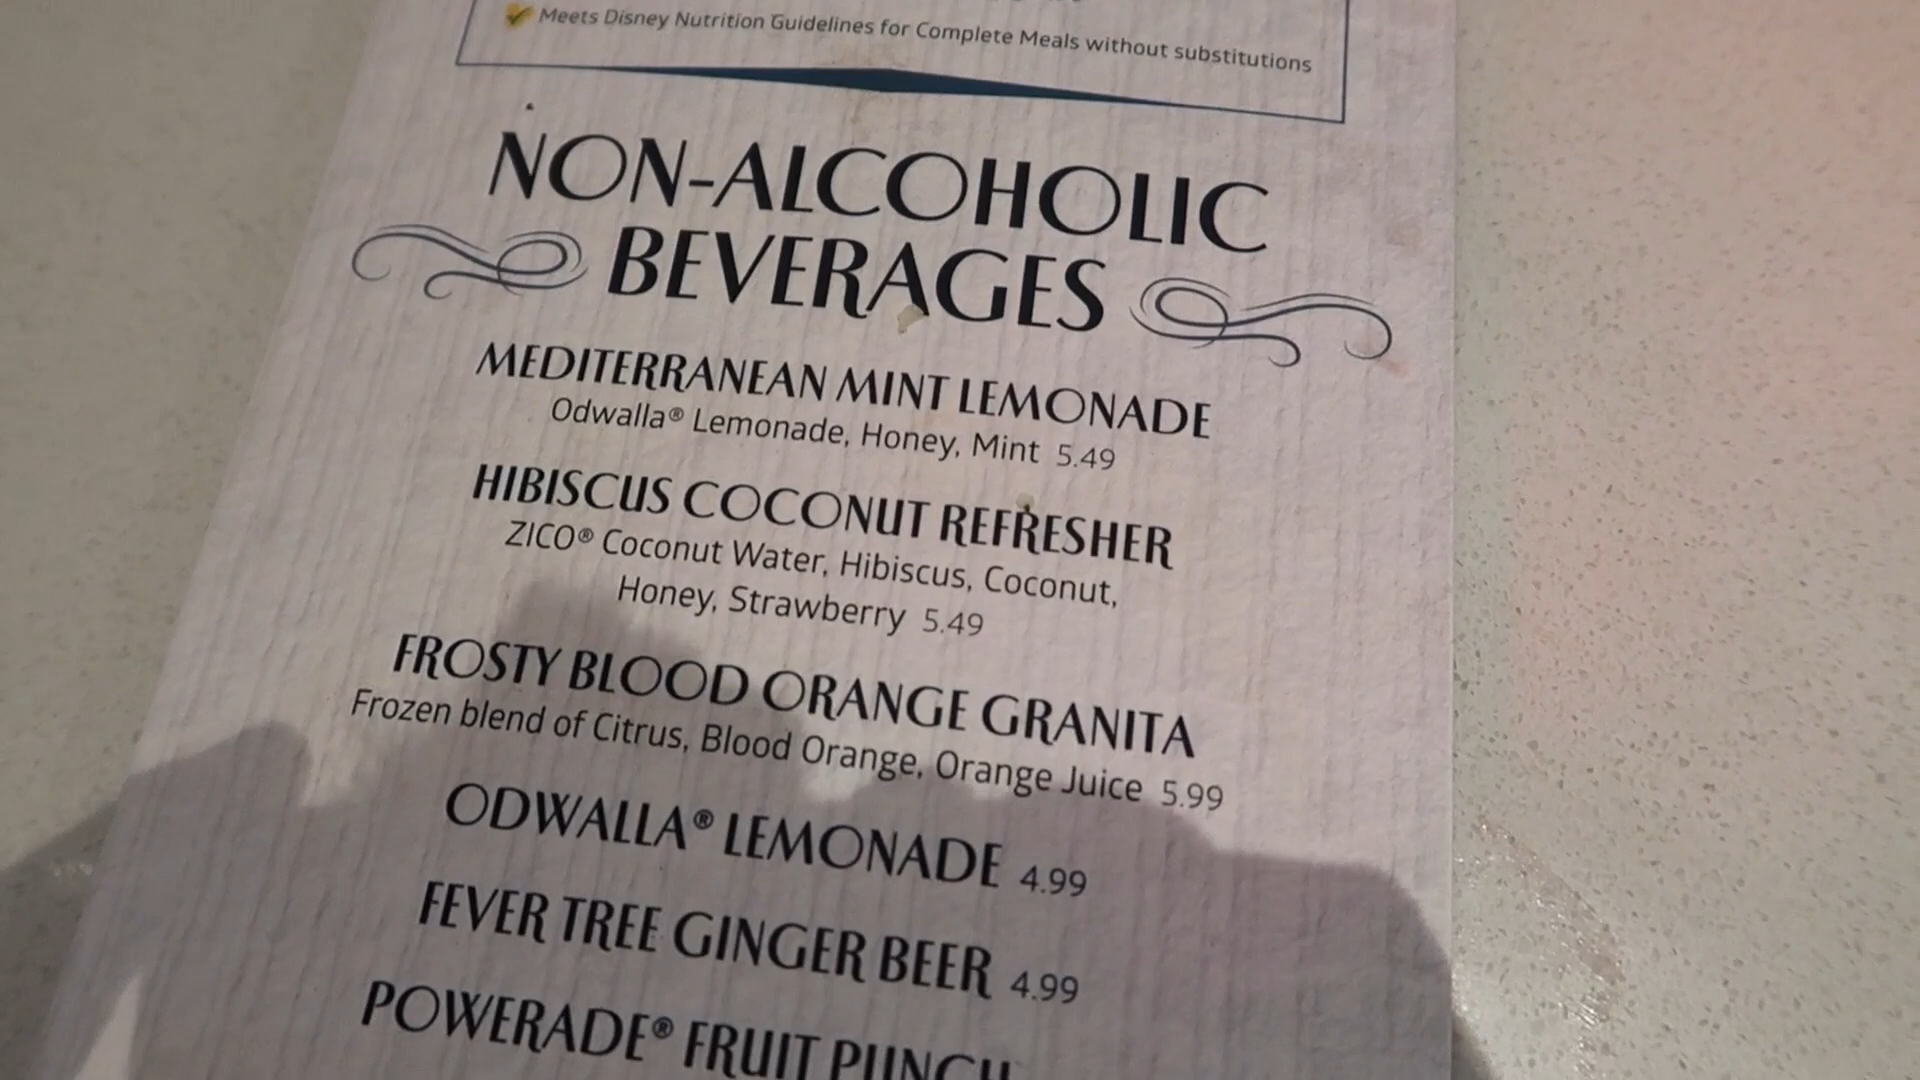 Meets Disney Nutrition Guidelines for Complete Meals without substitutions
NON-ALCOHOLIC
BEVERAGES
MEDITERRANEAN MINT LEMONADE
Odwalla® Lemonade, Honey, Mint 5.49
HIBISCUS COCONUT REFRESHER
ZICO® Coconut Water, Hibiscus, Coconut,
Honey, Strawberry 5.49
FROSTY BLOOD ORANGE GRANITA
Frozen blend of Citrus, Blood Orange, Orange Juice 5.99
ODWALLA® LEMONADE 4.99
FEVER TREE GINGER BEER 4.99
POWERADE® FRUIT PUNCH